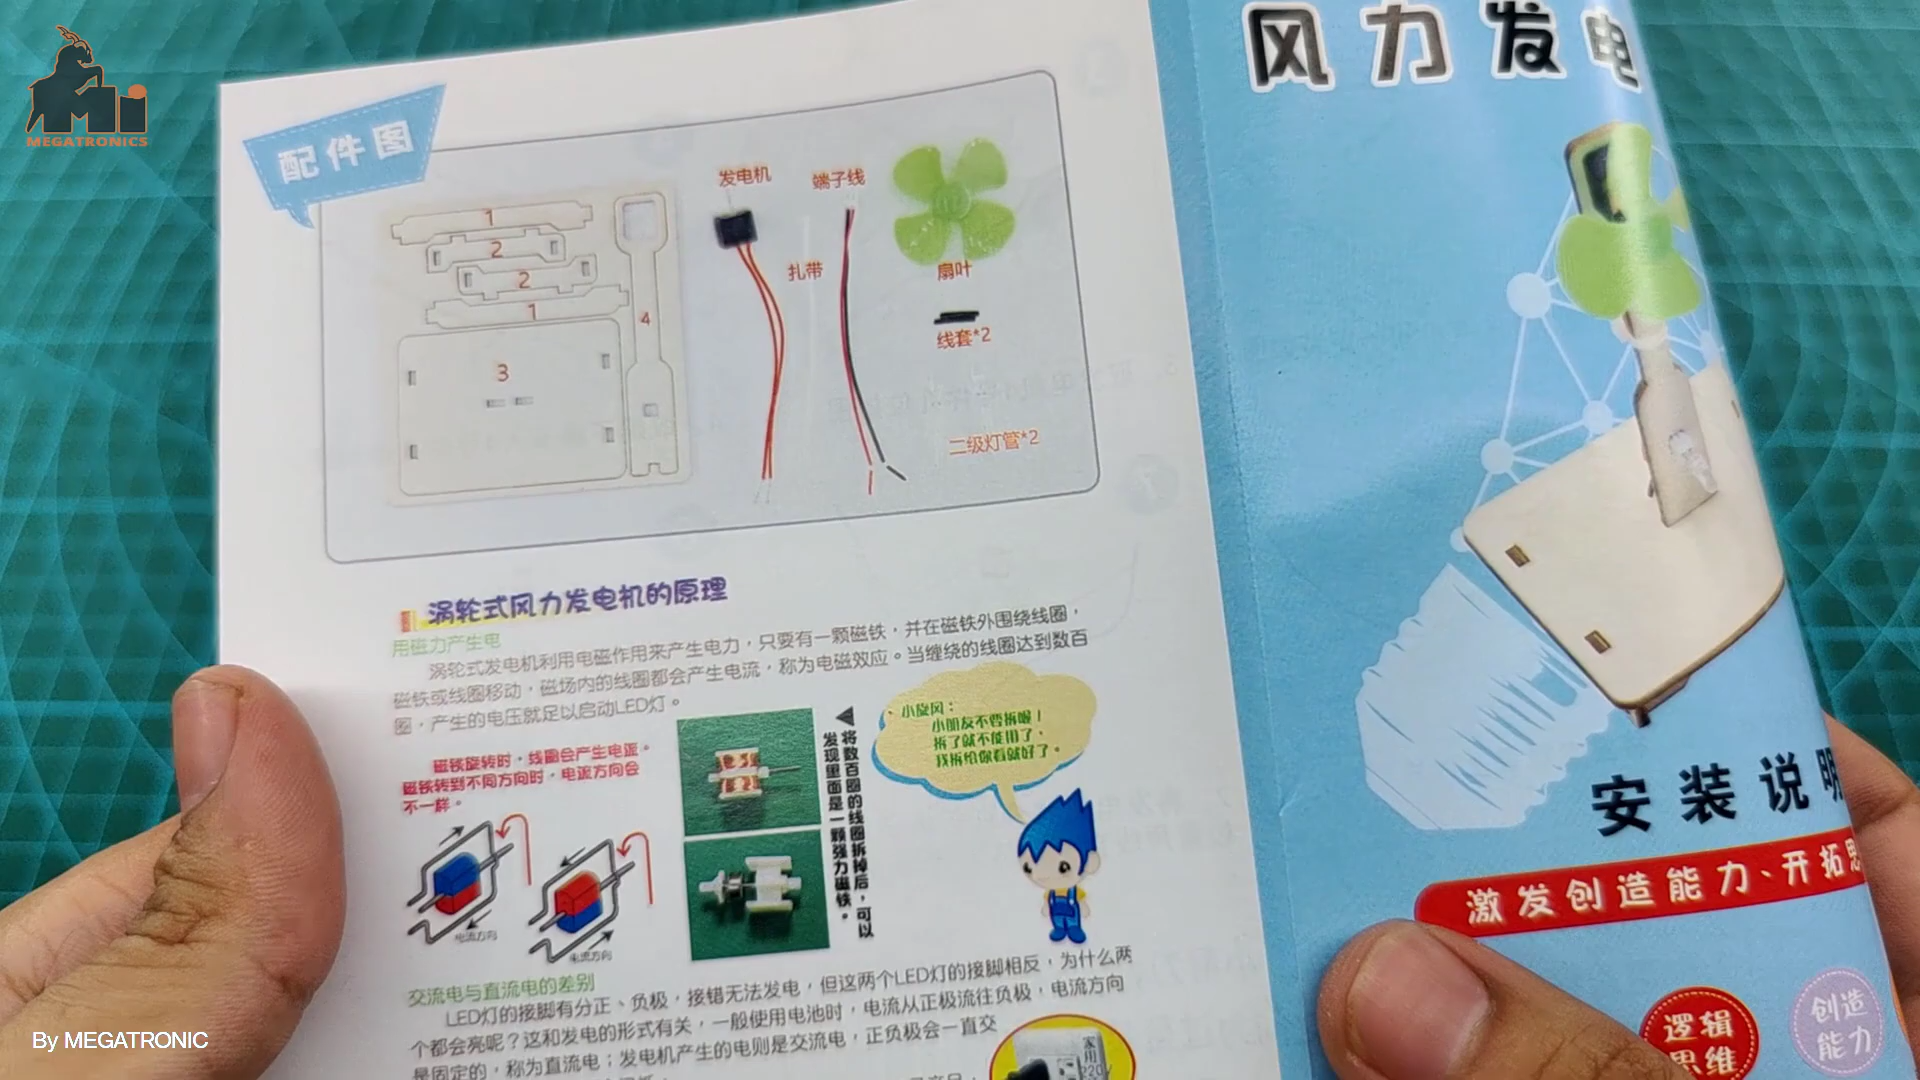 MEGATRONICS
配件图
1
2
2
1
3
4
发电机
端子线
扎带
扇叶
线套*2
二级灯管*2
涡轮式风力发电机的原理
用磁力产生电
涡轮式发电机利用电磁作用来产生电力，只要有一颗磁铁，并在磁铁外围绕线圈，
磁铁或线圈移动，磁场内的线圈都会产生电流，称为电磁效应。当缠绕的线圈达到数百
圈，产生的电压就足以启动LED灯。
磁铁旋转时，线圈会产生电流。
磁铁转到不同方向时，电流方向会
不一样。
电流方向
电流方向
将数百圈的线圈拆掉后，可以
发现里面是一颗强力磁铁。
小旋风：
小朋友不要拆喔！
拆了就不能用了，
我拆给你看就好了。
交流电与直流电的差别
LED灯的接脚有分正、负极，接错无法发电，但这两个LED灯的接脚相反，为什么两
个都会亮呢？这和发电的形式有关，一般使用电池时，电流从正极流往负极，电流方向
是固定的，称为直流电；发电机产生的电则是交流电，正负极会一直交
家用
220V
风力发电
安装说明
激发创造能力、开拓思
逻辑
思维
创造
能力
By MEGATRONIC